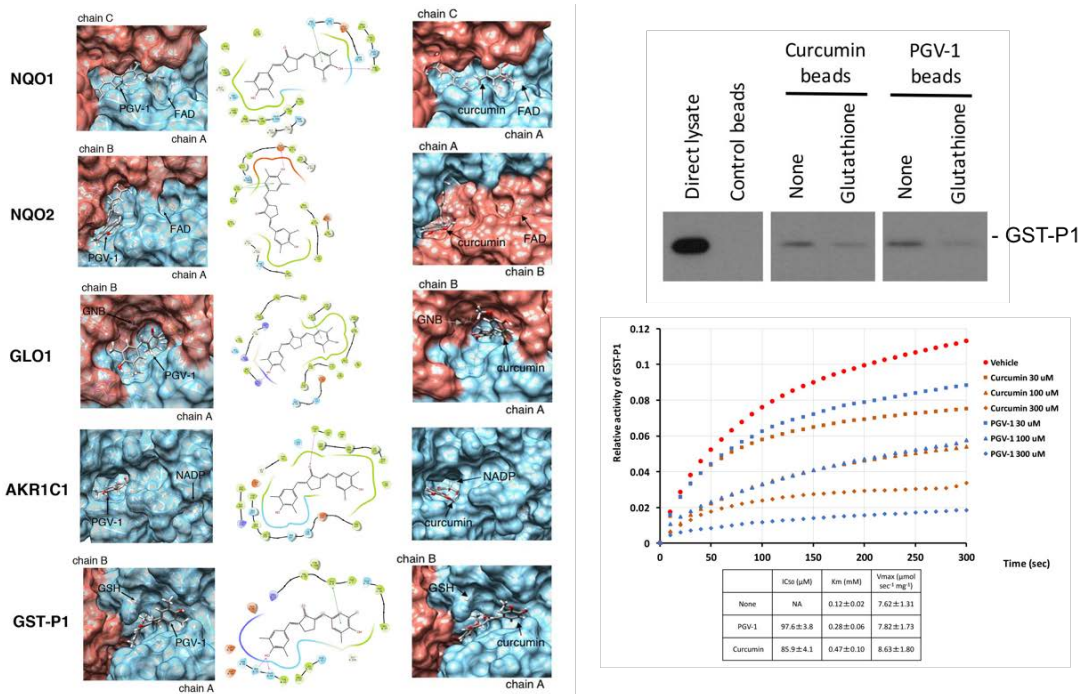 chain C
chain C
NQO1
PGV-1
FAD
curcumin
FAD
chain A
chain A
chain B
chain A
NQO2
FAD
PGV-1
curcumin
FAD
chain A
chain B
chain B
chain B
GNB
GNB
GLO1
PGV-1
curcumin
chain A
chain A
AKR1C1
NADP
NADP
PGV-1
curcumin
chain B
chain B
GSH
GSH
GST-P1
PGV-1
curcumin
chain A
chain A
Curcumin beads
PGV-1 beads
Direct lysate
Control beads
None
Glutathione
None
Glutathione
- GST-P1
Relative activity of GST-P1
0.12
0.1
0.08
0.06
0.04
0.02
0
0
50
100
150
200
250
300
Time (sec)
Vehicle
Curcumin 30 uM
Curcumin 100 uM
Curcumin 300 uM
PGV-1 30 uM
PGV-1 100 uM
PGV-1 300 uM
IC50 (μM) Km (mM) Vmax (μmol sec⁻¹ mg⁻¹)
None NA 0.12±0.02 7.62±1.31
PGV-1 97.6±3.8 0.28±0.06 7.82±1.73
Curcumin 85.9±4.1 0.47±0.10 8.63±1.80